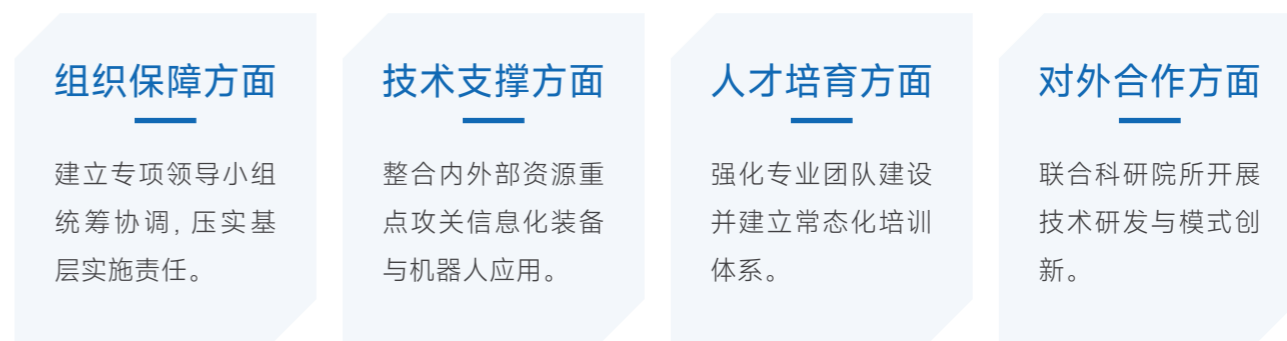 组织保障方面
建立专项领导小组
统筹协调, 压实基
层实施责任。
技术支撑方面
整合内外部资源重
点攻关信息化装备
与机器人应用。
人才培育方面
强化专业团队建设
并建立常态化培训
体系。
对外合作方面
联合科研院所开展
技术研发与模式创
新。